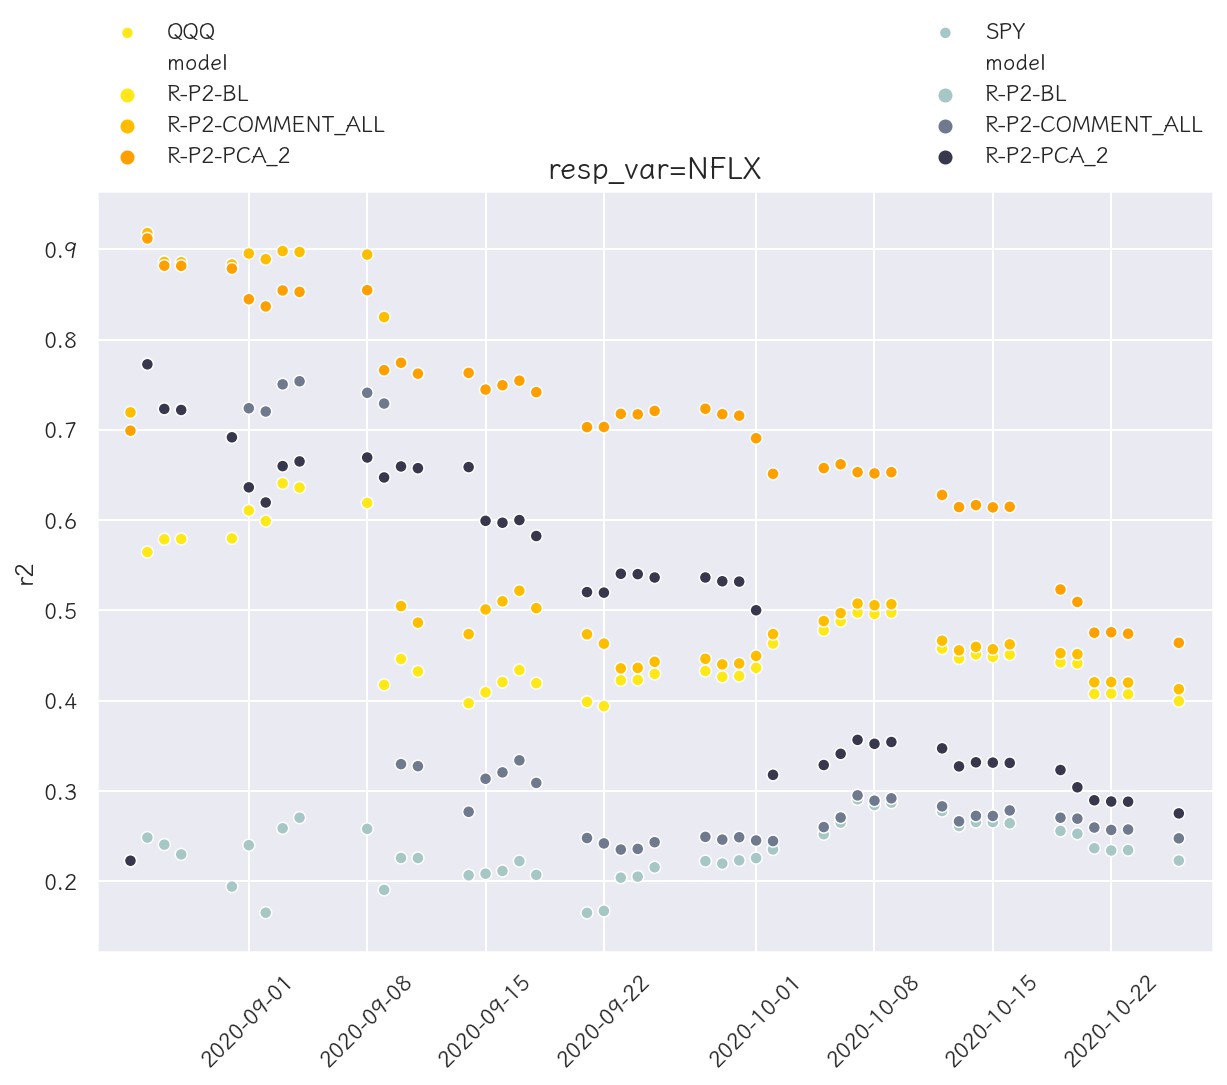 QQQ
model
R-P2-BL
R-P2-COMMENT_ALL
R-P2-PCA_2
SPY
model
R-P2-BL
R-P2-COMMENT_ALL
R-P2-PCA_2
resp_var=NFLX
0.9
0.8
0.7
0.6
0.5
0.4
0.3
0.2
r2
2020-09-01
2020-09-08
2020-09-15
2020-09-22
2020-10-01
2020-10-08
2020-10-15
2020-10-22